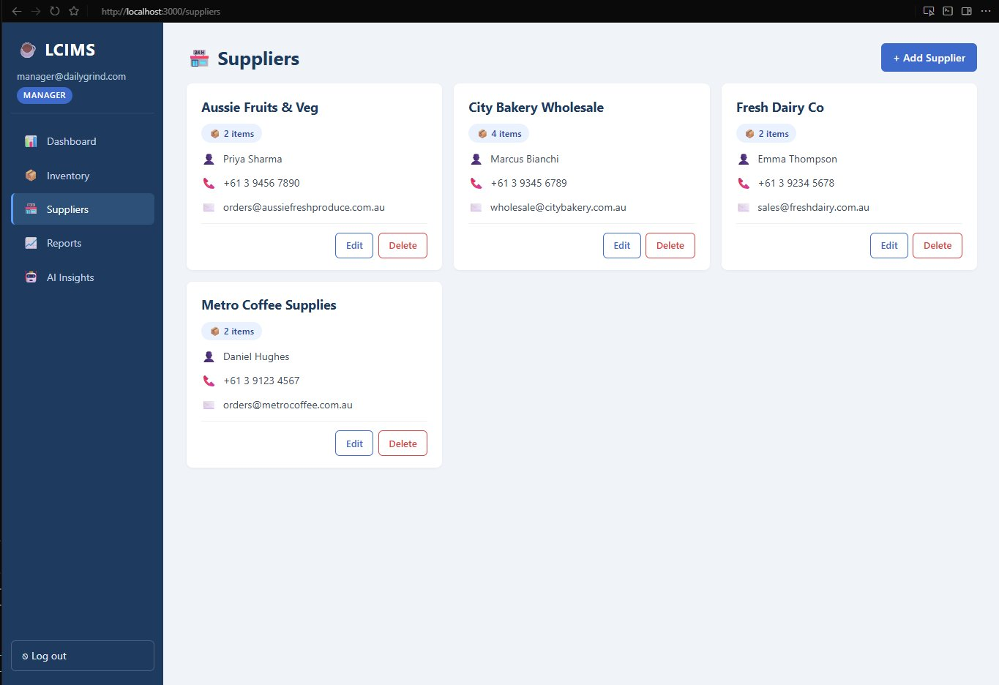 http://localhost:3000/suppliers
LCIMS
manager@dailygrind.com
MANAGER
Dashboard
Inventory
Suppliers
Reports
AI Insights
Log out
24H Suppliers
+ Add Supplier
Aussie Fruits & Veg
2 items
Priya Sharma
+61 3 9456 7890
orders@aussiefreshproduce.com.au
Edit Delete
City Bakery Wholesale
4 items
Marcus Bianchi
+61 3 9345 6789
wholesale@citybakery.com.au
Edit Delete
Fresh Dairy Co
2 items
Emma Thompson
+61 3 9234 5678
sales@freshdairy.com.au
Edit Delete
Metro Coffee Supplies
2 items
Daniel Hughes
+61 3 9123 4567
orders@metrocoffee.com.au
Edit Delete